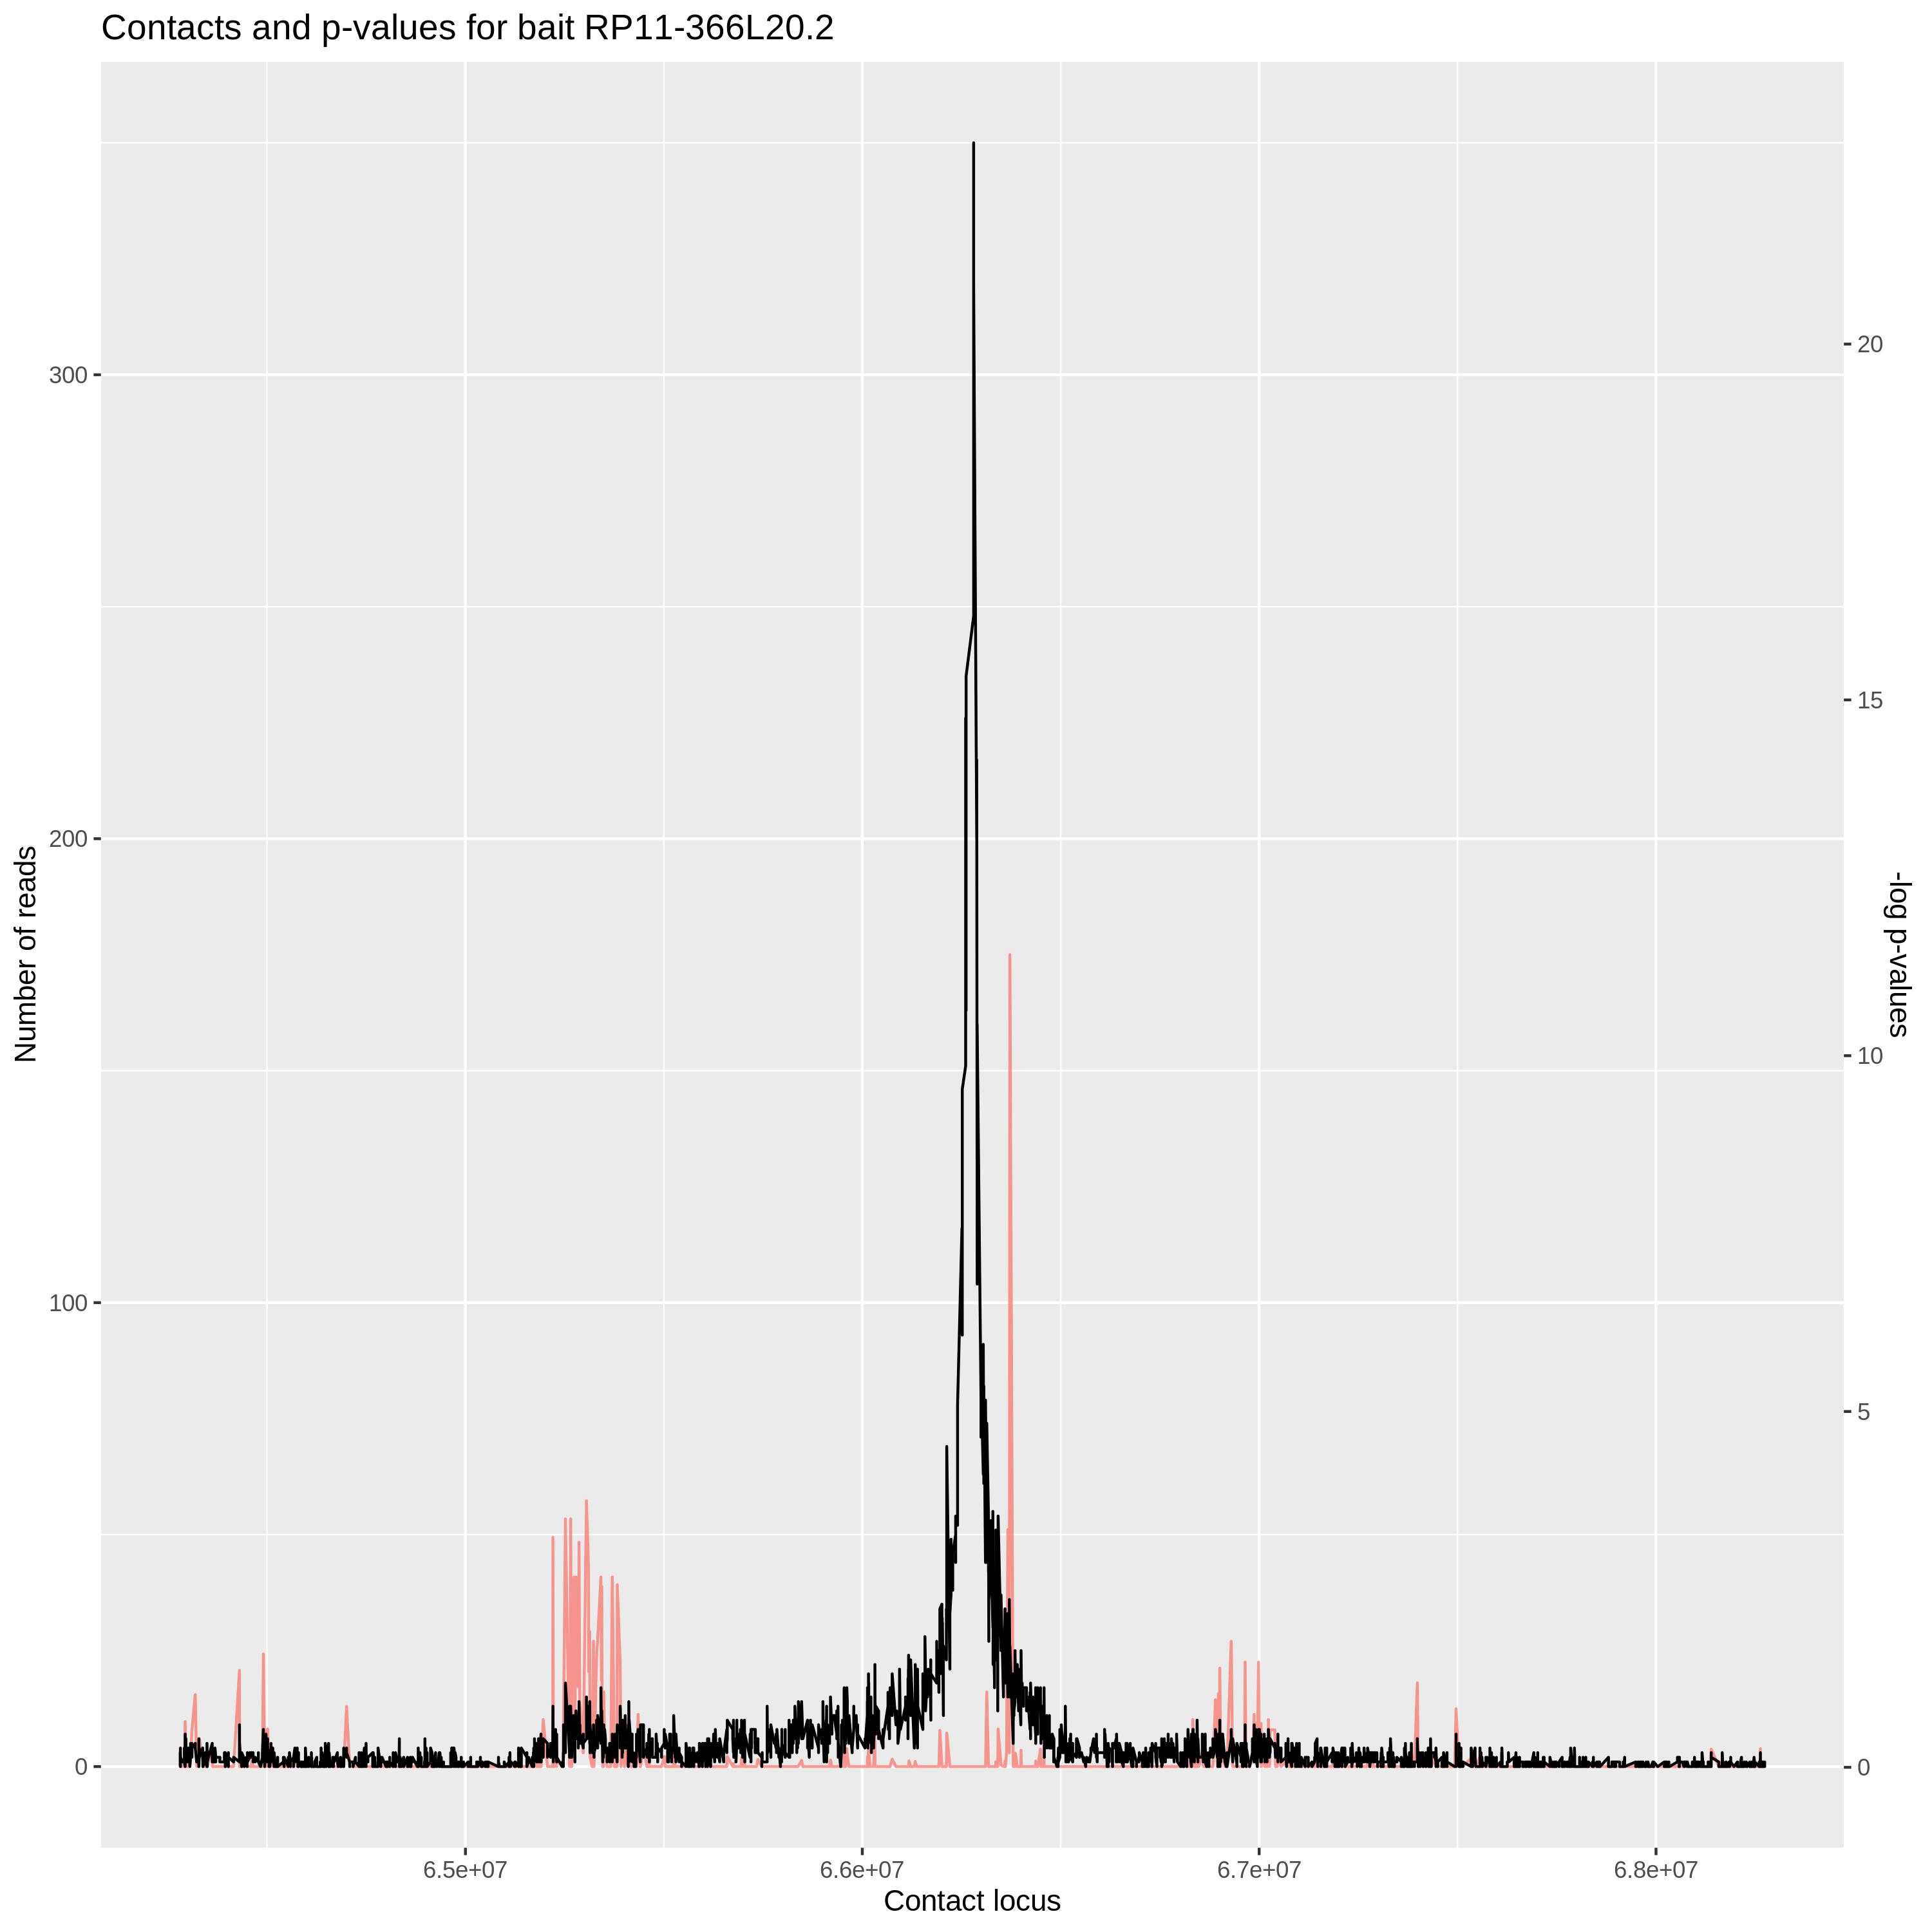 Contacts and p-values for bait RP11-366L20.2
Number of reads
300
200
100
0
20
15
10
5
0
-log p-values
6.5e+07
6.6e+07
6.7e+07
6.8e+07
Contact locus